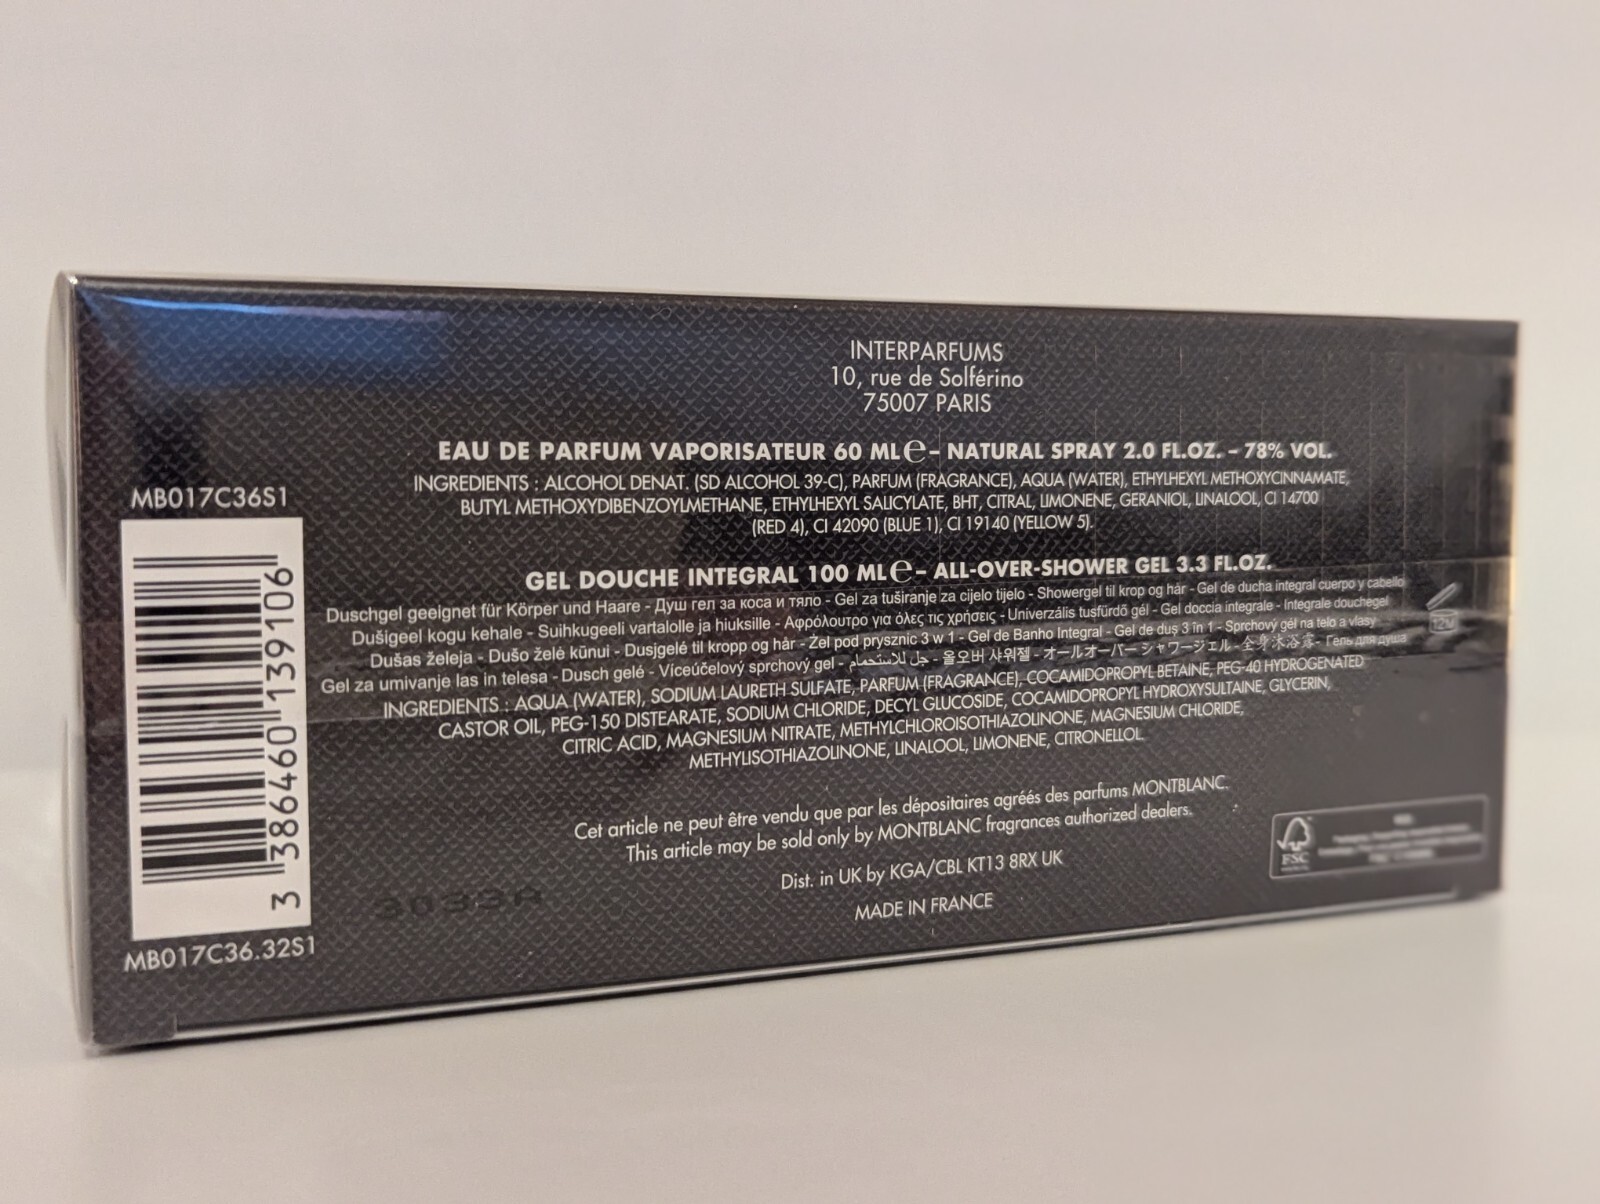 INTERPARFUMS
10, rue de Solférino
75007 PARIS
EAU DE PARFUM VAPORISATEUR 60 ML℮ – NATURAL SPRAY 2.0 FL.OZ. – 78% VOL.
INGREDIENTS : ALCOHOL DENAT. (SD ALCOHOL 39-C), PARFUM (FRAGRANCE), AQUA (WATER), ETHYLHEXYL METHOXYCINNAMATE,
BUTYL METHOXYDIBENZOYLMETHANE, ETHYLHEXYL SALICYLATE, BHT, CITRAL, LIMONENE, GERANIOL, LINALOOL, CI 14700
(RED 4), CI 42090 (BLUE 1), CI 19140 (YELLOW 5).
GEL DOUCHE INTEGRAL 100 ML℮ – ALL-OVER-SHOWER GEL 3.3 FL.OZ.
Duschgel geeignet für Körper und Haare - Душ гел за коса и тяло - Gel za tuširanje za cijelo tijelo - Showergel til krop og hår - Gel de ducha integral cuerpo y cabello
Dušigeel kogu kehale - Suihkugeeli vartalolle ja hiuksille - Αφρόλουτρο για όλες τις χρήσεις - Univerzális tusfürdő gél - Gel doccia integrale - Integrale douchegel
Dušas želeja - Dušo želė kūnui - Dusjgelé til kropp og hår - Żel pod prysznic 3 w 1 - Gel de Banho Integral - Gel de duș 3 în 1 - Sprchový gél na telo a vlasy
Gel za umivanje las in telesa - Dusch gelé - Víceúčelový sprchový gel - جل للاستحمام - 올오버 샤워젤 - オールオーバー シャワージェル - 全身沐浴露 - Гель для душа
12M
INGREDIENTS : AQUA (WATER), SODIUM LAURETH SULFATE, PARFUM (FRAGRANCE), COCAMIDOPROPYL BETAINE, PEG-40 HYDROGENATED
CASTOR OIL, PEG-150 DISTEARATE, SODIUM CHLORIDE, DECYL GLUCOSIDE, COCAMIDOPROPYL HYDROXYSULTAINE, GLYCERIN,
CITRIC ACID, MAGNESIUM NITRATE, METHYLCHLOROISOTHIAZOLINONE, MAGNESIUM CHLORIDE,
METHYLISOTHIAZOLINONE, LINALOOL, LIMONENE, CITRONELLOL.
Cet article ne peut être vendu que par les dépositaires agréés des parfums MONTBLANC.
This article may be sold only by MONTBLANC fragrances authorized dealers.
Dist. in UK by KGA/CBL KT13 8RX UK
MADE IN FRANCE
MB017C36S1
3 386460 139106
MB017C36.32S1
3033A
FSC